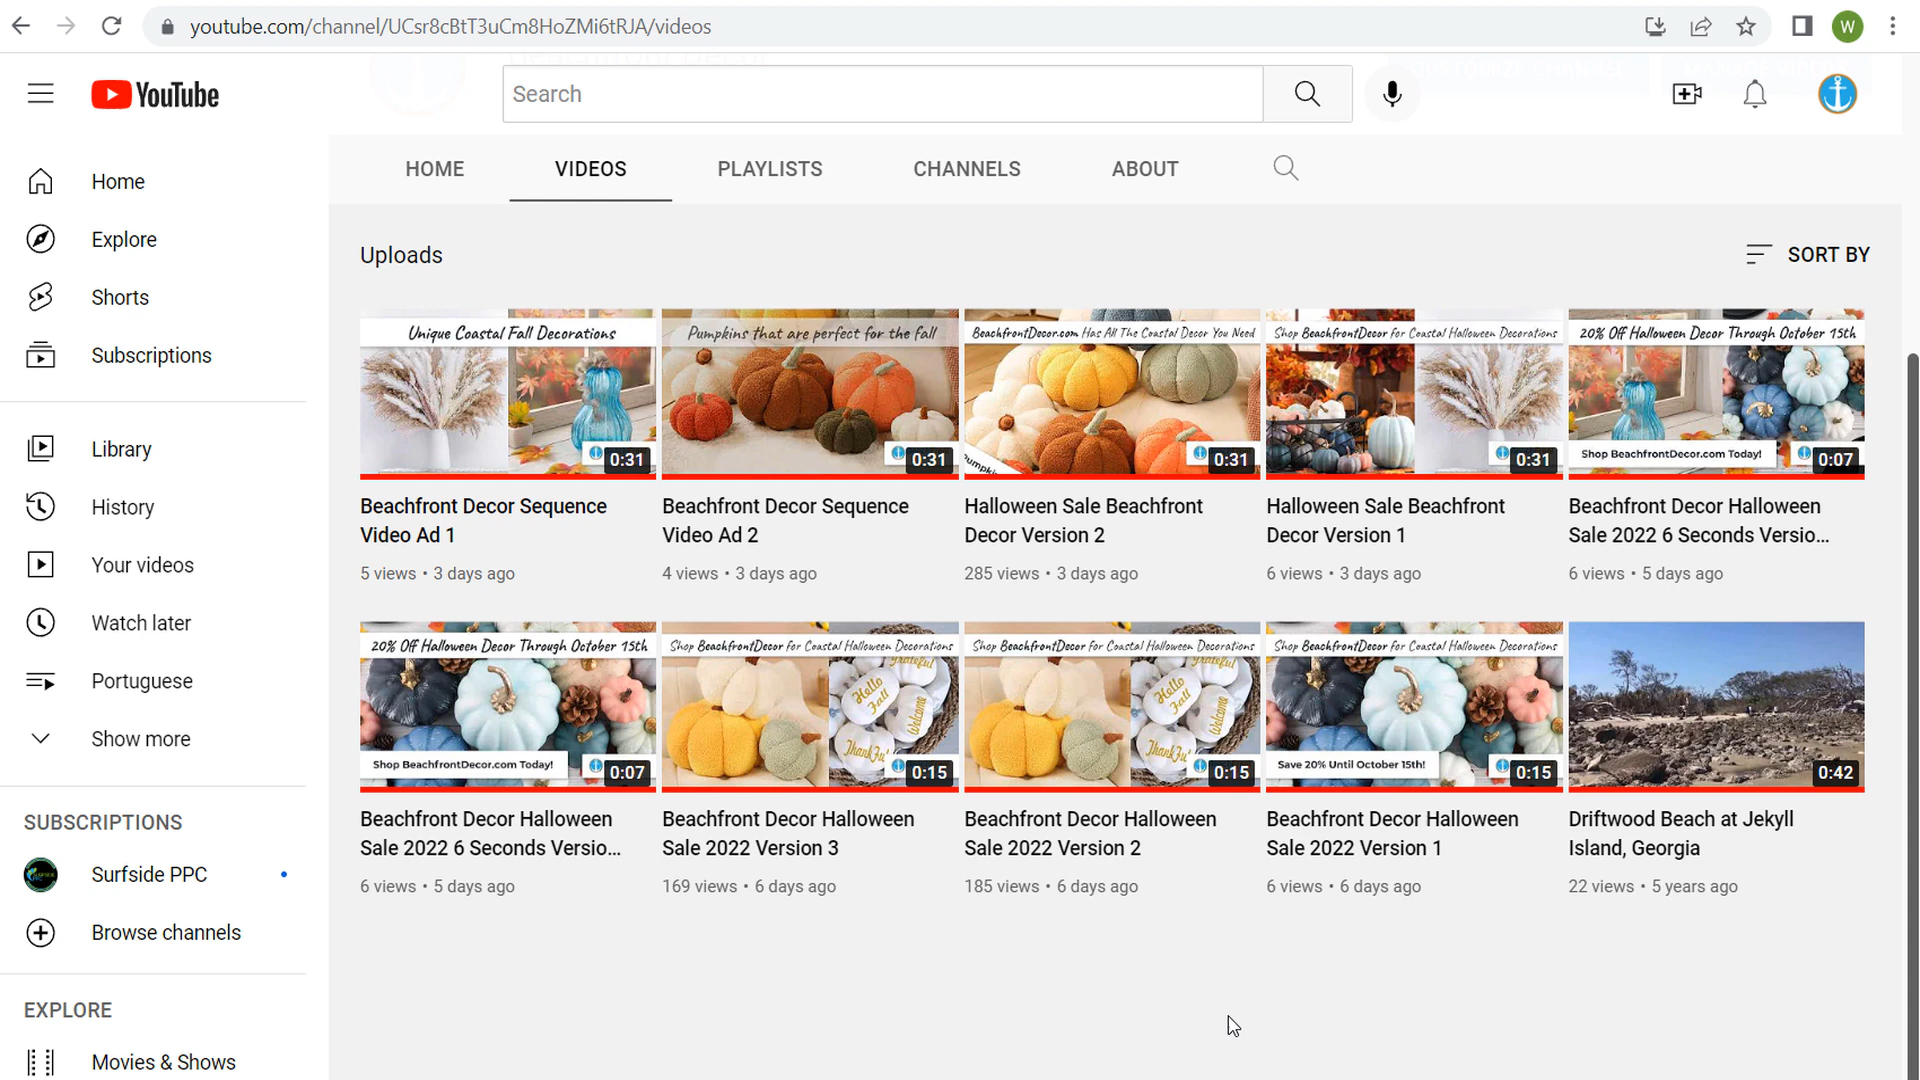 youtube.com/channel/UCsr8cBtT3uCm8HoZMi6tRJA/videos
W
YouTube
Search
HOME VIDEOS PLAYLISTS CHANNELS ABOUT
Home
Explore
Shorts
Subscriptions
Library
History
Your videos
Watch later
Portuguese
Show more
SUBSCRIPTIONS
Surfside PPC
Browse channels
EXPLORE
Movies & Shows
Uploads
SORT BY
Unique Coastal Fall Decorations
0:31
Beachfront Decor Sequence
Video Ad 1
5 views • 3 days ago
Pumpkins that are perfect for the fall
0:31
Beachfront Decor Sequence
Video Ad 2
4 views • 3 days ago
BeachfrontDecor.com Has All The Coastal Decor You Need
0:31
Halloween Sale Beachfront
Decor Version 2
285 views • 3 days ago
Shop BeachfrontDecor for Coastal Halloween Decorations
0:31
Halloween Sale Beachfront
Decor Version 1
6 views • 3 days ago
20% Off Halloween Decor Through October 15th
Shop BeachfrontDecor.com Today!
0:07
Beachfront Decor Halloween
Sale 2022 6 Seconds Versio...
6 views • 5 days ago
20% Off Halloween Decor Through October 15th
Shop BeachfrontDecor.com Today!
0:07
Beachfront Decor Halloween
Sale 2022 6 Seconds Versio...
6 views • 5 days ago
Shop BeachfrontDecor for Coastal Halloween Decorations
Grateful
Hello
Fall
Welcome
0:15
Beachfront Decor Halloween
Sale 2022 Version 3
169 views • 6 days ago
Shop BeachfrontDecor for Coastal Halloween Decorations
Grateful
Hello
Fall
Welcome
0:15
Beachfront Decor Halloween
Sale 2022 Version 2
185 views • 6 days ago
Shop BeachfrontDecor for Coastal Halloween Decorations
Save 20% Until October 15th!
0:15
Beachfront Decor Halloween
Sale 2022 Version 1
6 views • 6 days ago
0:42
Driftwood Beach at Jekyll
Island, Georgia
22 views • 5 years ago